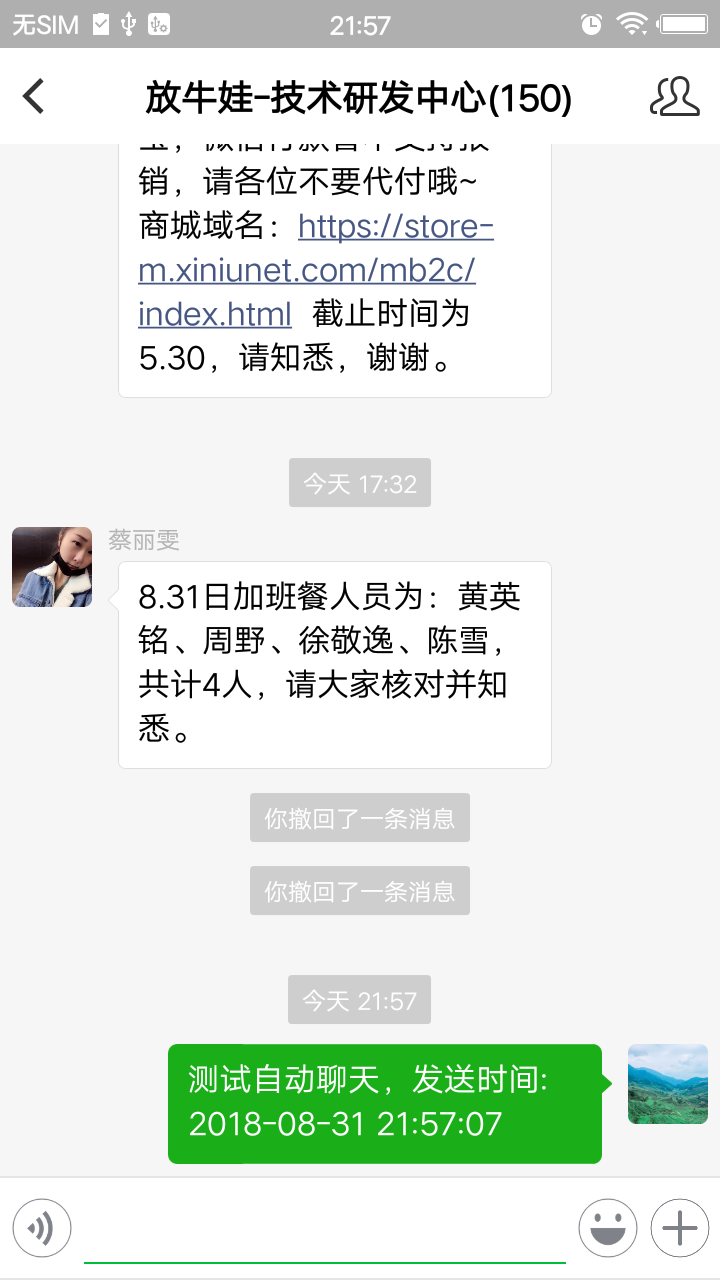 无SIM 21:57
放牛娃-技术研发中心(150)
销，请各位不要代付哦~
商城域名：https://store-
m.xiniunet.com/mb2c/
index.html 截止时间为
5.30，请知悉，谢谢。
今天 17:32
蔡丽雯
8.31日加班餐人员为：黄英
铭、周野、徐敬逸、陈雪，
共计4人，请大家核对并知
悉。
你撤回了一条消息
你撤回了一条消息
今天 21:57
测试自动聊天，发送时间:
2018-08-31 21:57:07